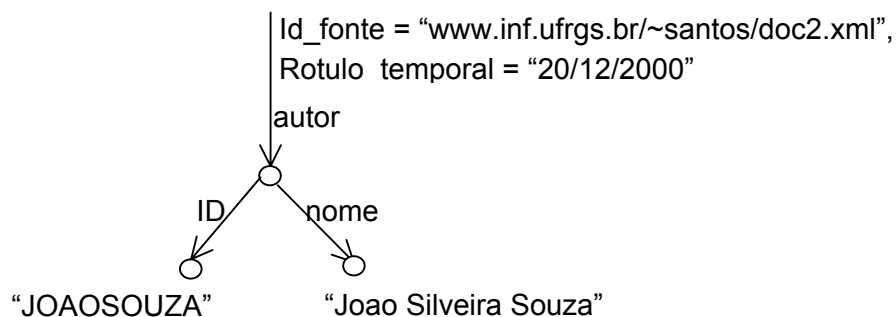 Id_fonte = “www.inf.ufrgs.br/~santos/doc2.xml”,
Rotulo temporal = “20/12/2000”
autor
ID nome
“JOAOSOUZA” “Joao Silveira Souza”